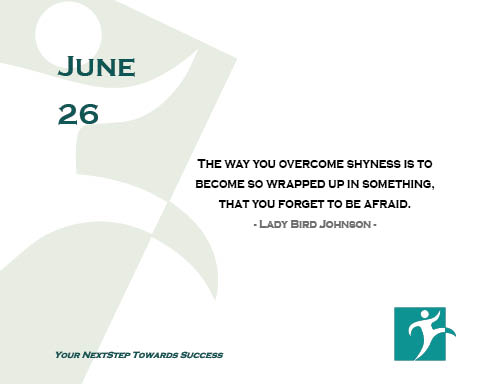 June
26
The way you overcome shyness is to
become so wrapped up in something,
that you forget to be afraid.
- Lady Bird Johnson -
Your NextStep Towards Success